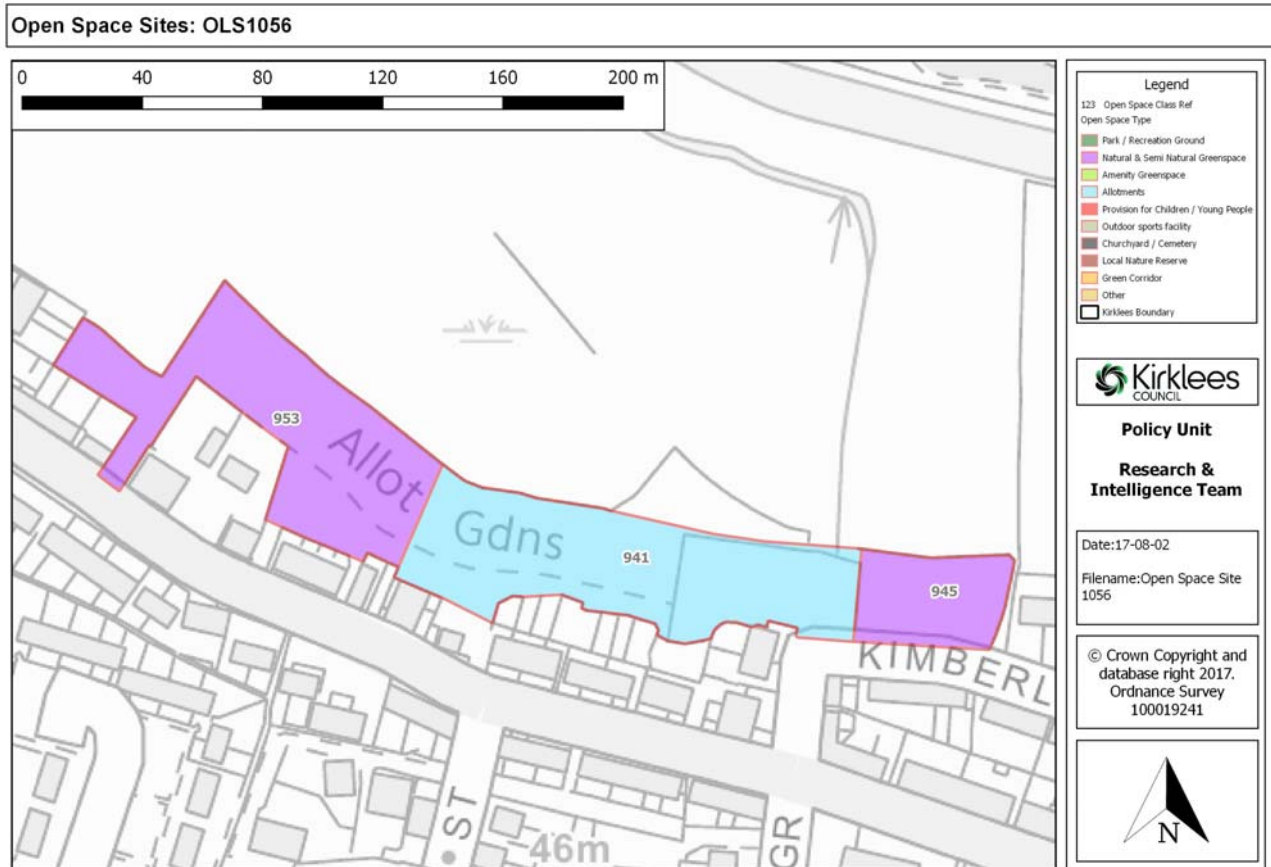 Open Space Sites: OLS1056
0 40 80 120 160 200 m
953
Allot
Gdns
941
945
KIMBERL
ST
46m
GR
Legend
123 Open Space Class Ref
Open Space Type
Park / Recreation Ground
Natural & Semi Natural Greenspace
Amenity Greenspace
Allotments
Provision for Children / Young People
Outdoor sports facility
Churchyard / Cemetery
Local Nature Reserve
Green Corridor
Other
Kirklees Boundary
Kirklees
COUNCIL
Policy Unit
Research &
Intelligence Team
Date:17-08-02
Filename:Open Space Site
1056
© Crown Copyright and
database right 2017.
Ordnance Survey
100019241
N